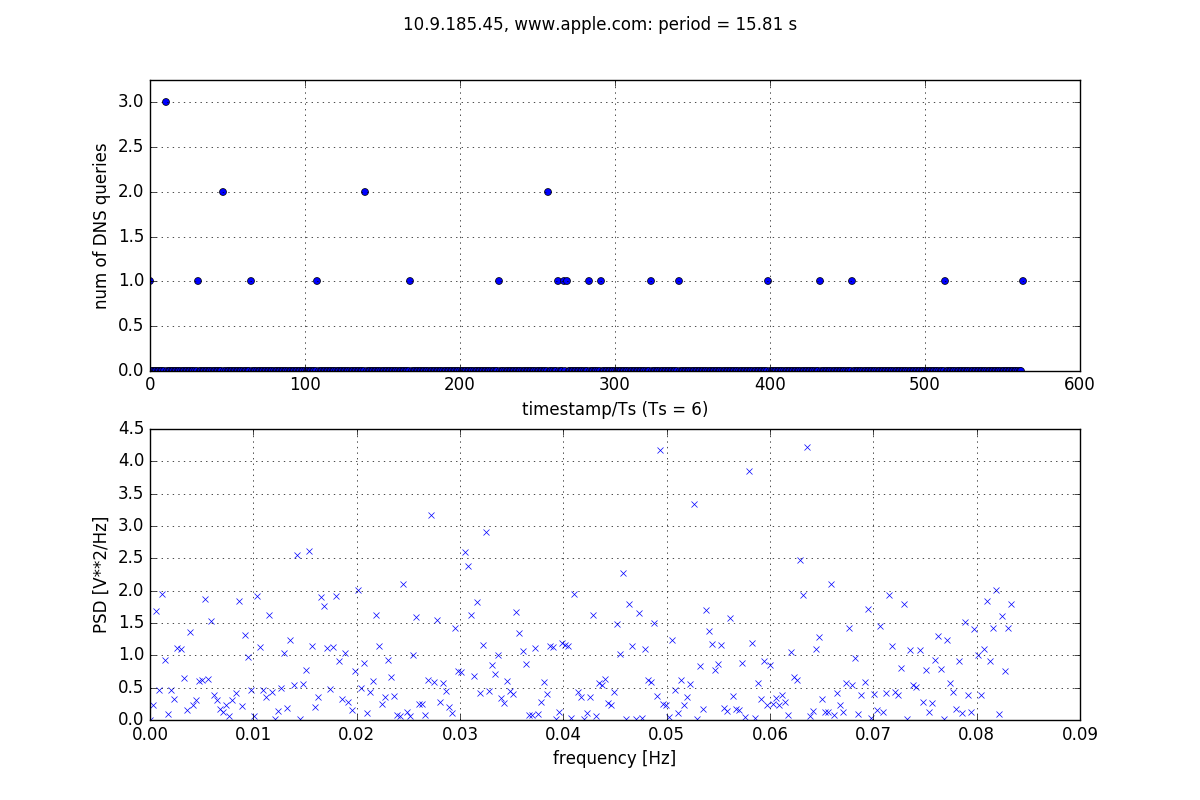 10.9.185.45, www.apple.com: period = 15.81 s
num of DNS queries
3.0
2.5
2.0
1.5
1.0
0.5
0.0
0 100 200 300 400 500 600
timestamp/Ts (Ts = 6)
PSD [V**2/Hz]
4.5
4.0
3.5
3.0
2.5
2.0
1.5
1.0
0.5
0.0
0.00 0.01 0.02 0.03 0.04 0.05 0.06 0.07 0.08 0.09
frequency [Hz]